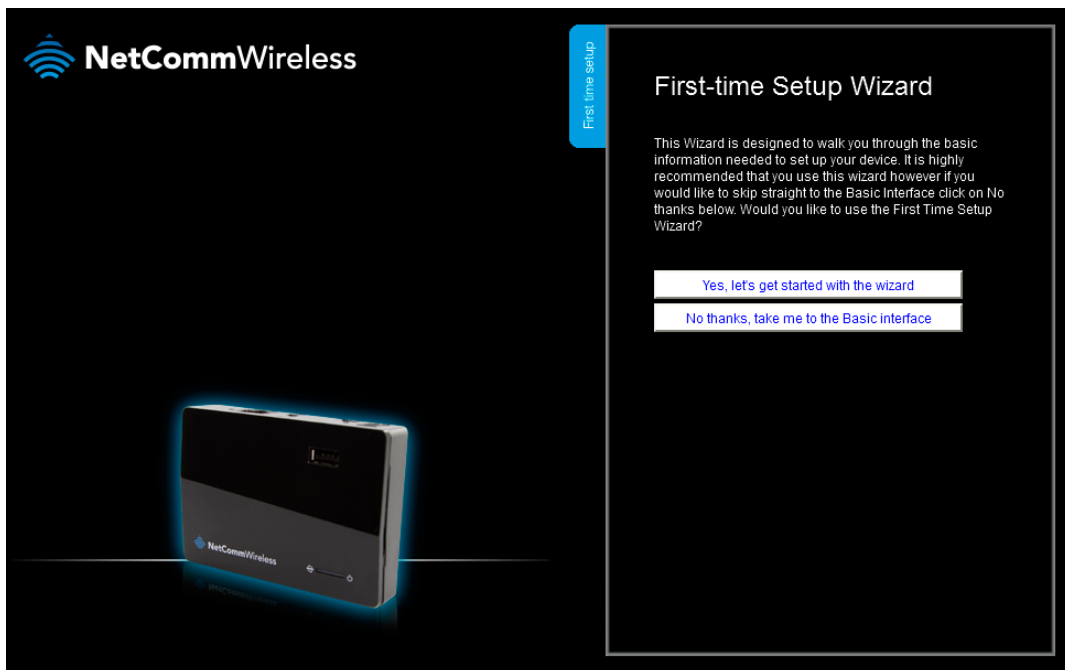 NetCommWireless
First time setup
First-time Setup Wizard
This Wizard is designed to walk you through the basic
information needed to set up your device. It is highly
recommended that you use this wizard however if you
would like to skip straight to the Basic Interface click on No
thanks below. Would you like to use the First Time Setup
Wizard?
Yes, let's get started with the wizard
No thanks, take me to the Basic interface
NetCommWireless